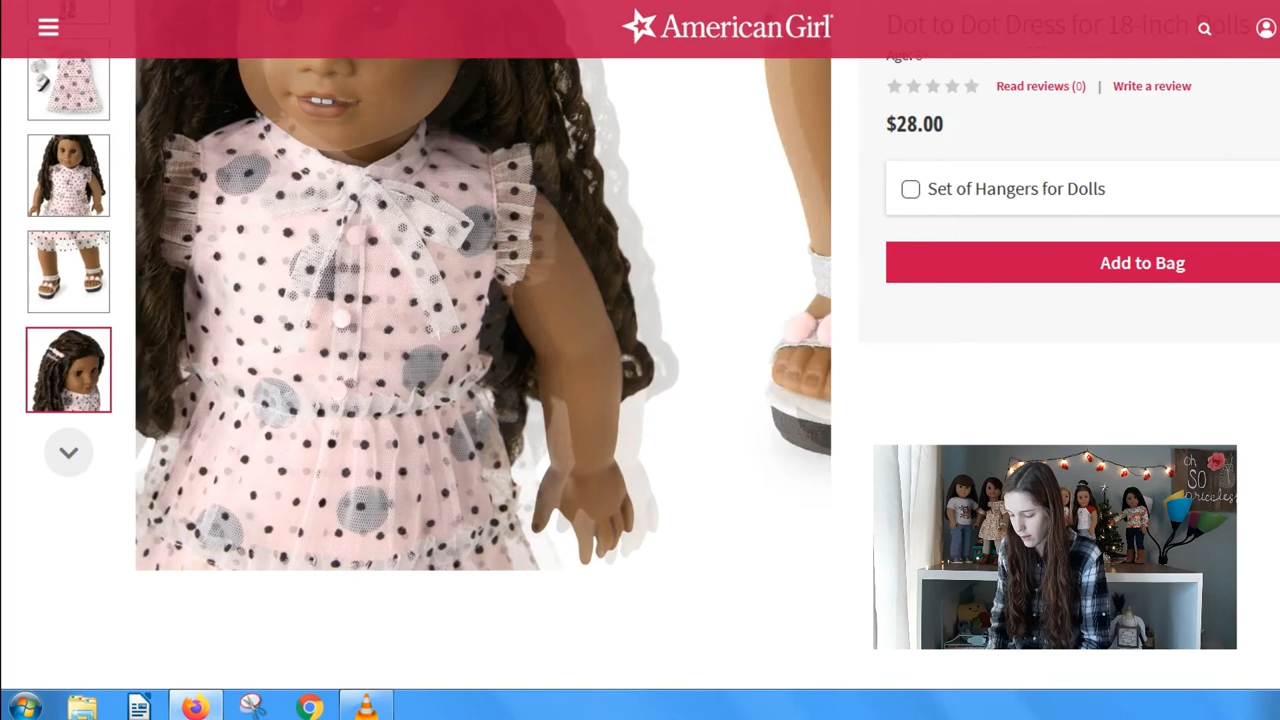 American Girl
Dot to Dot Dress for 18-inch Dolls
Read reviews (0) | Write a review
$28.00
Set of Hangers for Dolls
Add to Bag
oh
SO